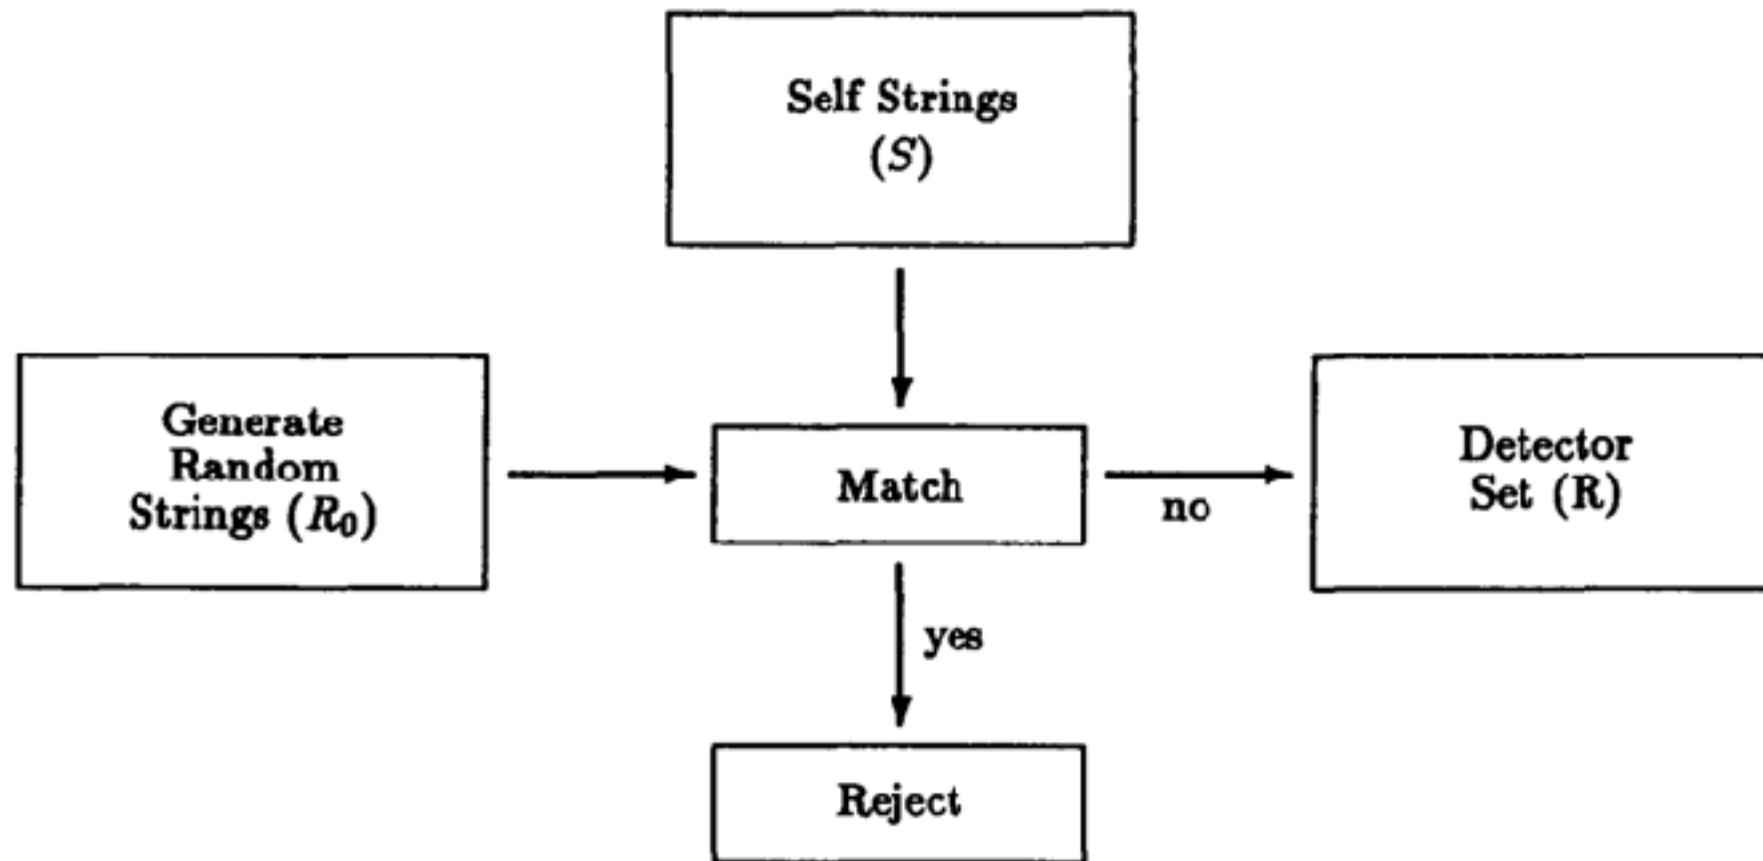 Self Strings
(S)
Generate
Random
Strings (R₀)
Match
no
Detector
Set (R)
yes
Reject